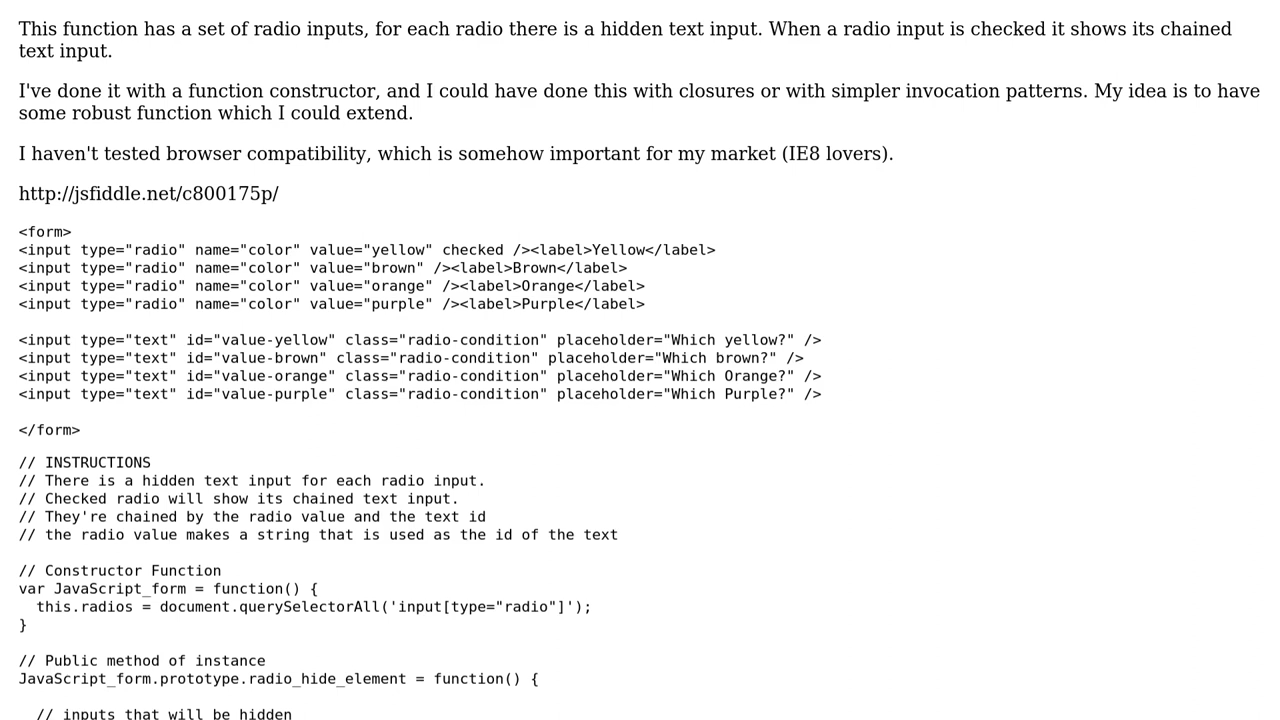 This function has a set of radio inputs, for each radio there is a hidden text input. When a radio input is checked it shows its chained
text input.
I've done it with a function constructor, and I could have done this with closures or with simpler invocation patterns. My idea is to have
some robust function which I could extend.
I haven't tested browser compatibility, which is somehow important for my market (IE8 lovers).
http://jsfiddle.net/c800175p/
<form>
<input type="radio" name="color" value="yellow" checked /><label>Yellow</label>
<input type="radio" name="color" value="brown" /><label>Brown</label>
<input type="radio" name="color" value="orange" /><label>Orange</label>
<input type="radio" name="color" value="purple" /><label>Purple</label>
<input type="text" id="value-yellow" class="radio-condition" placeholder="Which yellow?" />
<input type="text" id="value-brown" class="radio-condition" placeholder="Which brown?" />
<input type="text" id="value-orange" class="radio-condition" placeholder="Which Orange?" />
<input type="text" id="value-purple" class="radio-condition" placeholder="Which Purple?" />
</form>
// INSTRUCTIONS
// There is a hidden text input for each radio input.
// Checked radio will show its chained text input.
// They're chained by the radio value and the text id
// the radio value makes a string that is used as the id of the text
// Constructor Function
var JavaScript_form = function() {
  this.radios = document.querySelectorAll('input[type="radio"]');
}
// Public method of instance
JavaScript_form.prototype.radio_hide_element = function() {
  // inputs that will be hidden